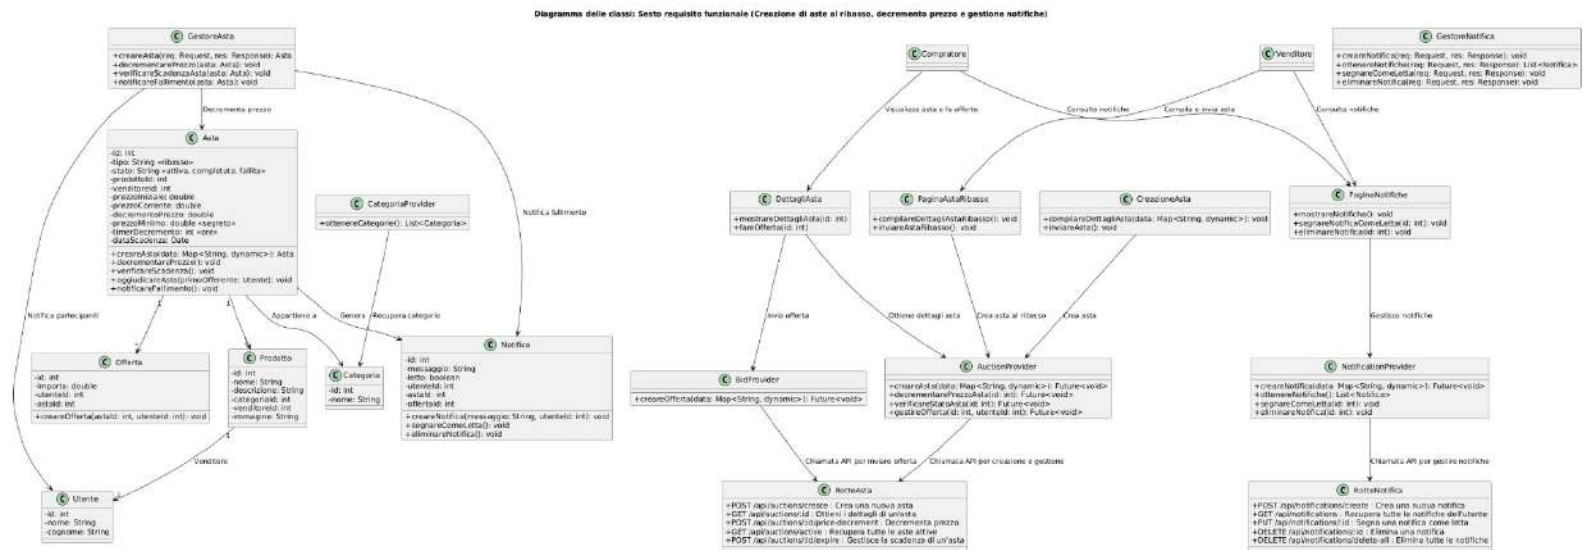 Diagramma delle classi: Sesto requisito funzionale (Creazione di aste al ribasso, decremento prezzo e gestione notifiche)
C GestoreAsta
+creareAsta(req: Request, res: Response): Asta
+decrementarePrezzo(asta: Asta): void
+verificareScadenzaAsta(asta: Asta): void
+notificareFallimento(asta: Asta): void
C Compratore
C Venditore
C GestoreNotifica
+creareNotifica(req: Request, res: Response): void
+ottenereNotifiche(req: Request, res: Response): List<Notifica>
+segnareComeLetta(req: Request, res: Response): void
+eliminareNotifica(req: Request, res: Response): void
Decrementa prezzo
Visualizza asta e fa offerte
Consulta notifiche
Compila e invia asta
Consulta notifiche
C Asta
-id: int
-tipo: String «ribasso»
-stato: String «attiva, completata, fallita»
-prodottoId: int
-venditoreId: int
-prezzoIniziale: double
-prezzoCorrente: double
-decrementoPrezzo: double
-prezzoMinimo: double «segreto»
-timerDecremento: int «ore»
-dataScadenza: Date
+creareAsta(data: Map<String, dynamic>): Asta
+decrementarePrezzo(): void
+verificareScadenza(): void
+aggiudicareAsta(primoOfferente: Utente): void
+notificareFallimento(): void
C CategoriaProvider
+ottenereCategorie(): List<Categoria>
Notifica fallimento
C DettagliAsta
+mostrareDettagliAsta(id: int)
+fareOfferta(id: int)
C PaginaAstaRibasso
+compilareDettagliAstaRibasso(): void
+inviareAstaRibasso(): void
C CreazioneAsta
+compilareDettagliAsta(data: Map<String, dynamic>): void
+inviareAsta(): void
C PaginaNotifiche
+mostrareNotifiche(): void
+segnareNotificaComeLetta(id: int): void
+eliminareNotifica(id: int): void
Notifica partecipanti
1
1
Appartiene a
Genera
Recupera categorie
Invia offerta
Ottiene dettagli asta
Crea asta al ribasso
Crea asta
Gestisce notifiche
C Offerta
-id: int
-importo: double
-utenteId: int
-astaId: int
+creareOfferta(astaId: int, utenteId: int): void
C Prodotto
-id: int
-nome: String
-descrizione: String
-categoriaId: int
-venditoreId: int
-immagine: String
C Categoria
-id: int
-nome: String
C Notifica
-id: int
-messaggio: String
-letto: boolean
-utenteId: int
-astaId: int
-offertaId: int
+creareNotifica(messaggio: String, utenteId: int): void
+segnareComeLetta(): void
+eliminareNotifica(): void
C BidProvider
+creareOfferta(data: Map<String, dynamic>): Future<void>
C AuctionProvider
+creareAsta(data: Map<String, dynamic>): Future<void>
+decrementarePrezzoAsta(id: int): Future<void>
+verificareStatoAsta(id: int): Future<void>
+gestireOfferta(id: int, utenteId: int): Future<void>
C NotificationProvider
+creareNotifica(data: Map<String, dynamic>): Future<void>
+ottenereNotifiche(): List<Notifica>
+segnareComeLetta(id: int): void
+eliminareNotifica(id: int): void
1
Venditore
Chiamata API per inviare offerta
Chiamata API per creazione e gestione
Chiamata API per gestire notifiche
C Utente
-id: int
-nome: String
-cognome: String
C RotteAsta
+POST /api/auctions/create : Crea una nuova asta
+GET /api/auctions/:id : Ottieni i dettagli di un'asta
+POST /api/auctions/:id/price-decrement : Decrementa prezzo
+GET /api/auctions/active : Recupera tutte le aste attive
+POST /api/auctions/:id/expire : Gestisce la scadenza di un'asta
C RotteNotifica
+POST /api/notifications/create : Crea una nuova notifica
+GET /api/notifications : Recupera tutte le notifiche dell'utente
+PUT /api/notifications/:id : Segna una notifica come letta
+DELETE /api/notifications/:id : Elimina una notifica
+DELETE /api/notifications/delete-all : Elimina tutte le notifiche